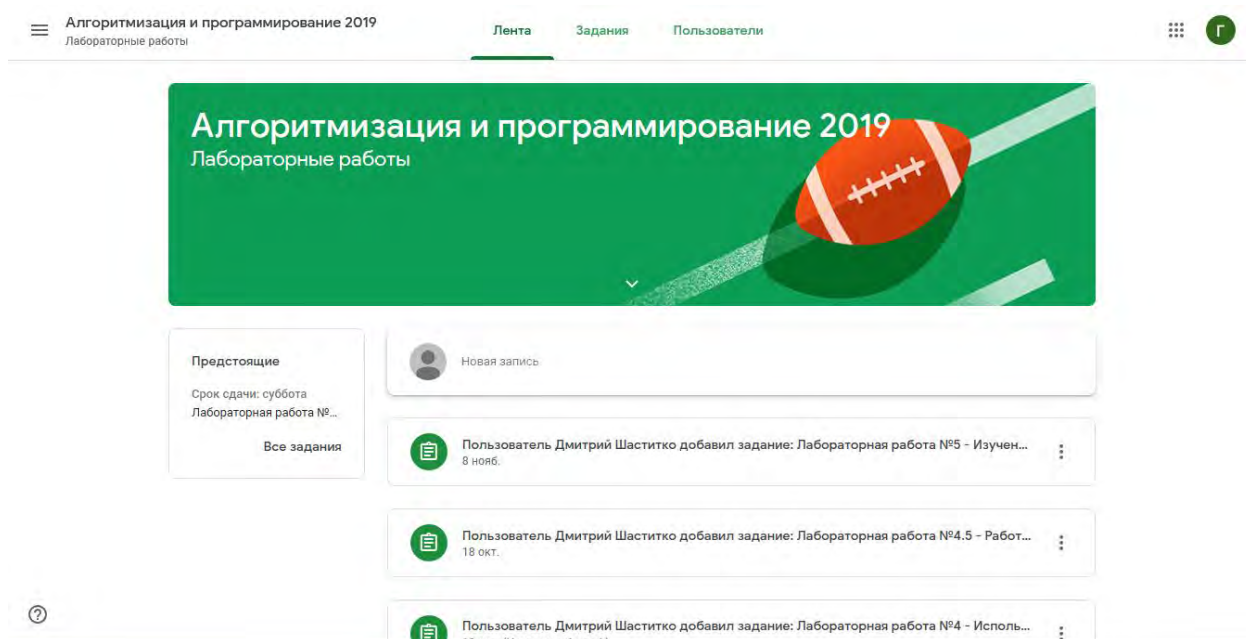 Алгоритмизация и программирование 2019
Лабораторные работы
Лента
Задания
Пользователи
Г
Алгоритмизация и программирование 2019
Лабораторные работы
Предстоящие
Срок сдачи: суббота
Лабораторная работа №...
Все задания
Новая запись
Пользователь Дмитрий Шаститко добавил задание: Лабораторная работа №5 - Изучен...
8 нояб.
Пользователь Дмитрий Шаститко добавил задание: Лабораторная работа №4.5 - Работ...
18 окт.
Пользователь Дмитрий Шаститко добавил задание: Лабораторная работа №4 - Исполь...